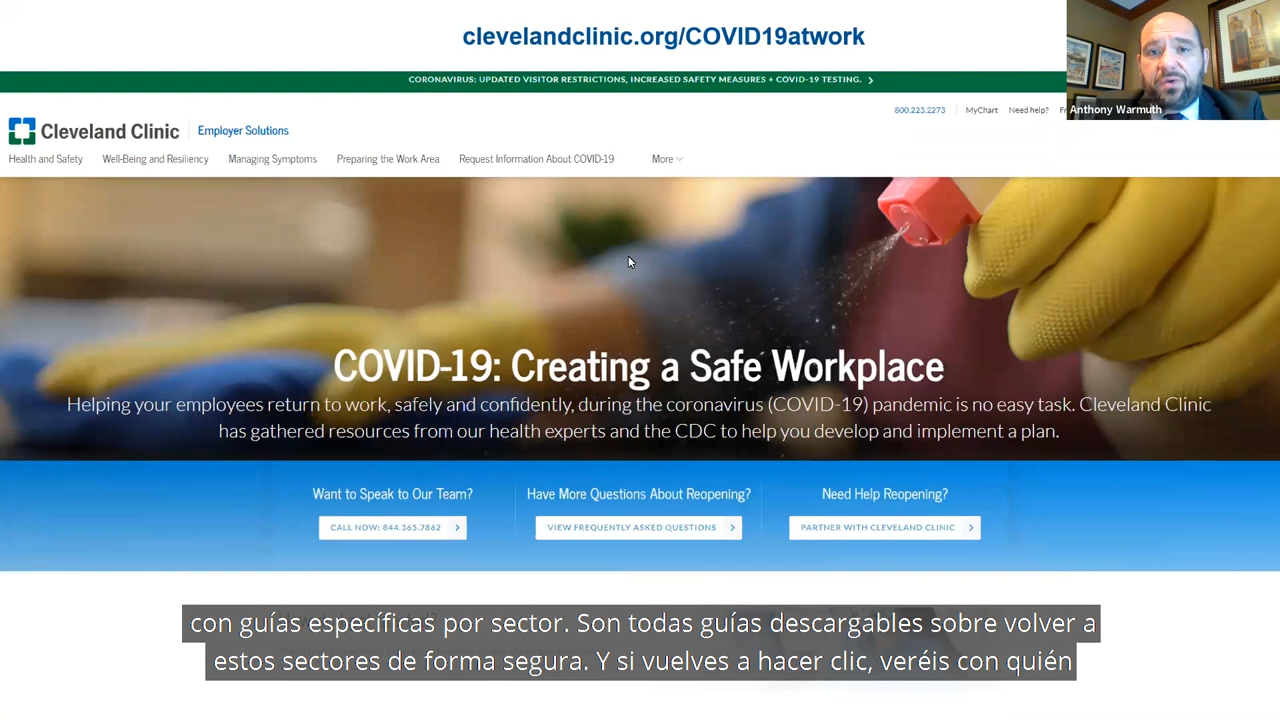 clevelandclinic.org/COVID19atwork
CORONAVIRUS: UPDATED VISITOR RESTRICTIONS, INCREASED SAFETY MEASURES + COVID-19 TESTING.
800.223.2273
MyChart
Need help?
Anthony Warmuth
Cleveland Clinic
Employer Solutions
Health and Safety
Well-Being and Resiliency
Managing Symptoms
Preparing the Work Area
Request Information About COVID-19
More
COVID-19: Creating a Safe Workplace
Helping your employees return to work, safely and confidently, during the coronavirus (COVID-19) pandemic is no easy task. Cleveland Clinic
has gathered resources from our health experts and the CDC to help you develop and implement a plan.
Want to Speak to Our Team?
Have More Questions About Reopening?
Need Help Reopening?
CALL NOW: 844.365.7862
VIEW FREQUENTLY ASKED QUESTIONS
PARTNER WITH CLEVELAND CLINIC
con guías específicas por sector. Son todas guías descargables sobre volver a
estos sectores de forma segura. Y si vuelves a hacer clic, veréis con quién